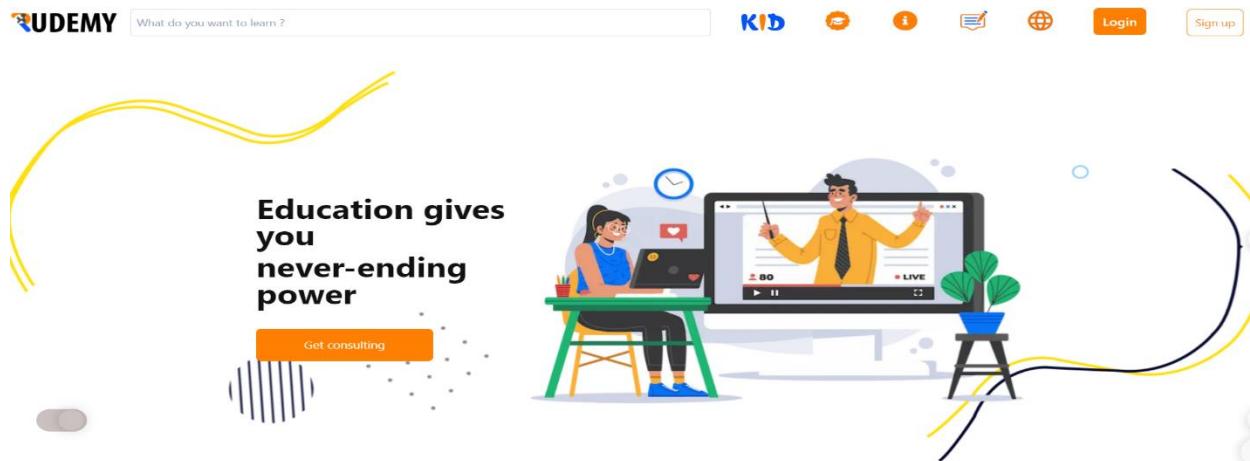 RUDEMY
What do you want to learn ?
KID
Login
Sign up
Education gives
you
never-ending
power
Get consulting
80
LIVE